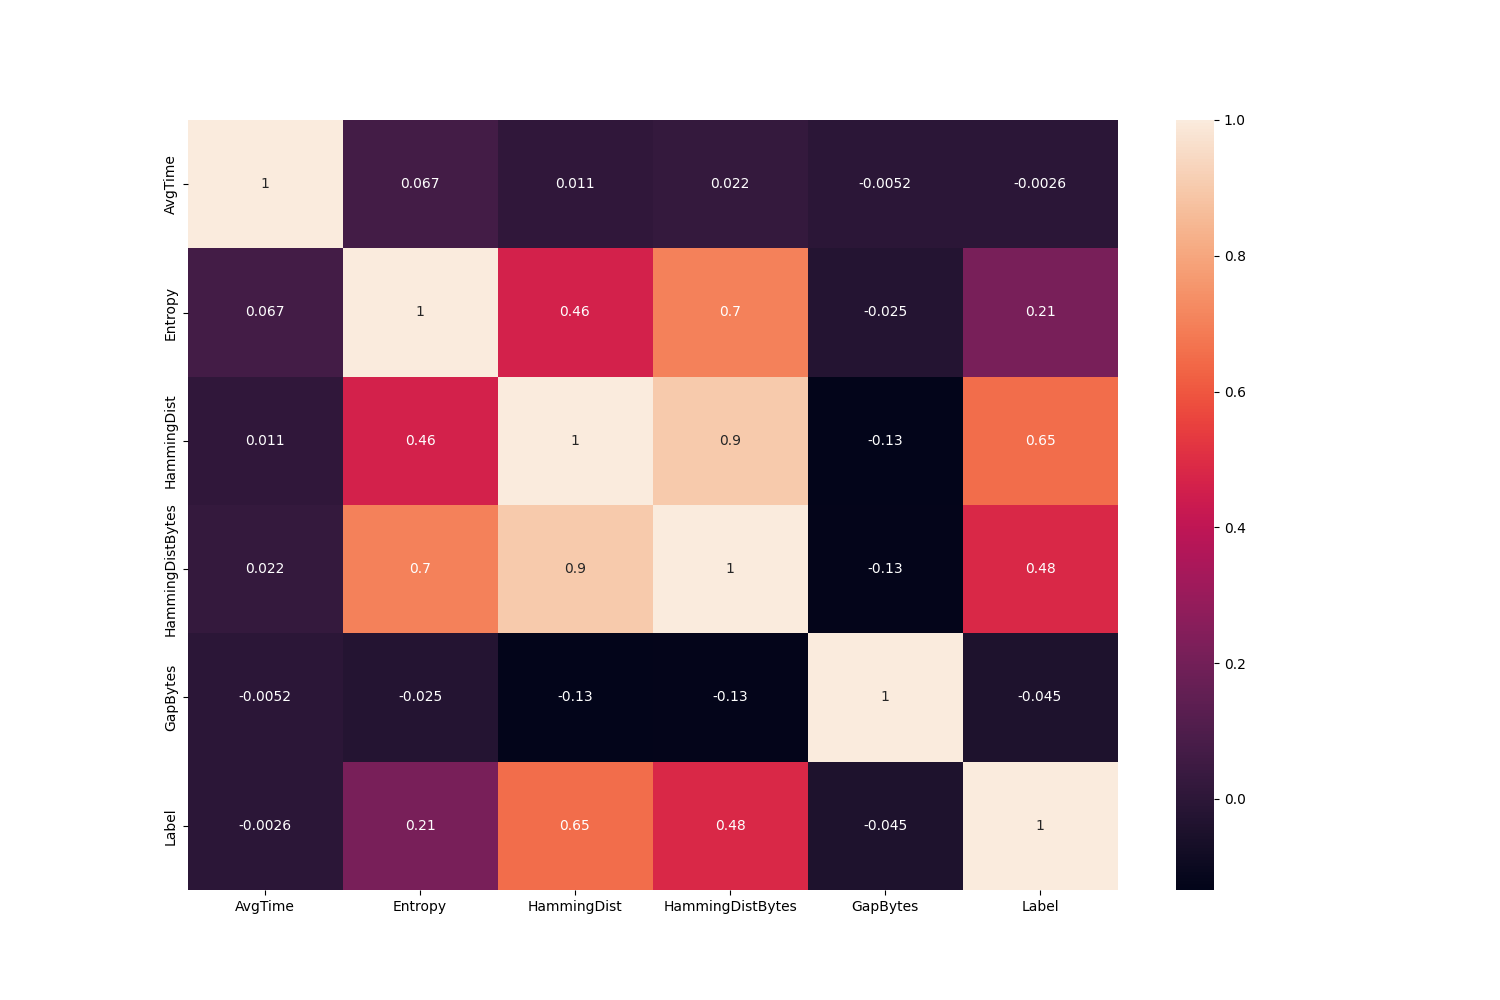 1.0
AvgTime 1 0.067 0.011 0.022 -0.0052 -0.0026
0.8
Entropy 0.067 1 0.46 0.7 -0.025 0.21
0.6
HammingDist 0.011 0.46 1 0.9 -0.13 0.65
0.4
HammingDistBytes 0.022 0.7 0.9 1 -0.13 0.48
0.2
GapBytes -0.0052 -0.025 -0.13 -0.13 1 -0.045
0.0
Label -0.0026 0.21 0.65 0.48 -0.045 1
AvgTime Entropy HammingDist HammingDistBytes GapBytes Label